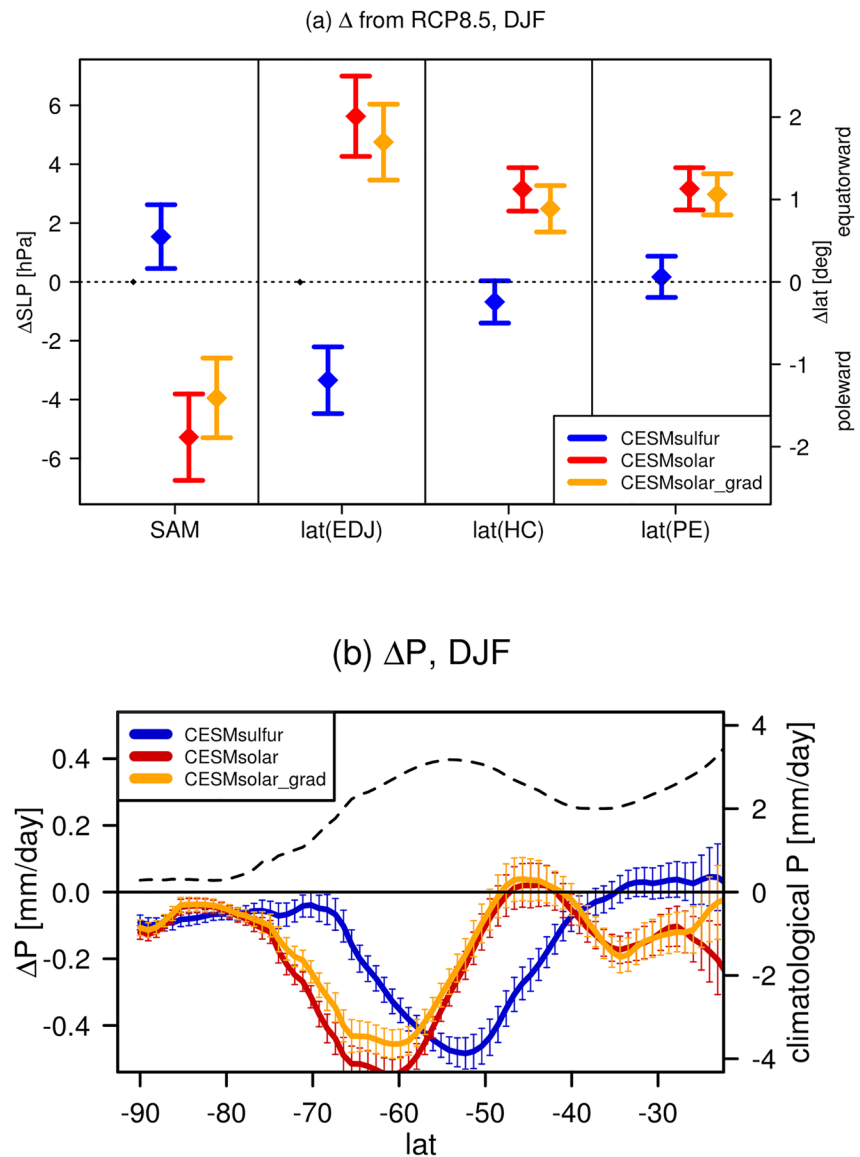 (a) Δ from RCP8.5, DJF
6
4
2
0
-2
-4
-6
ΔSLP [hPa]
2
1
0
-1
-2
equatorward
Δlat [deg]
poleward
CESMsulfur
CESMsolar
CESMsolar_grad
SAM lat(EDJ) lat(HC) lat(PE)
(b) ΔP, DJF
CESMsulfur
CESMsolar
CESMsolar_grad
0.4
0.2
0.0
-0.2
-0.4
ΔP [mm/day]
4
2
0
-2
-4
climatological P [mm/day]
-90 -80 -70 -60 -50 -40 -30
lat